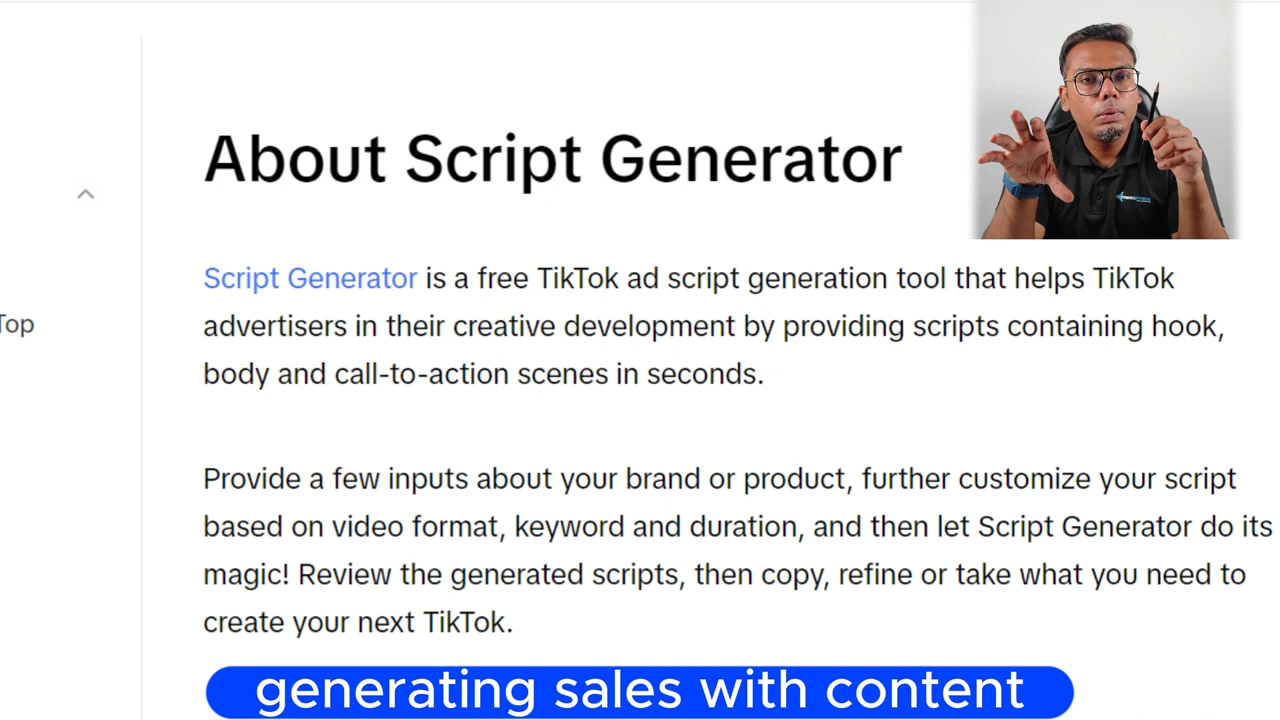 About Script Generator
Top
Script Generator is a free TikTok ad script generation tool that helps TikTok
advertisers in their creative development by providing scripts containing hook,
body and call-to-action scenes in seconds.
Provide a few inputs about your brand or product, further customize your script
based on video format, keyword and duration, and then let Script Generator do its
magic! Review the generated scripts, then copy, refine or take what you need to
create your next TikTok.
generating sales with content